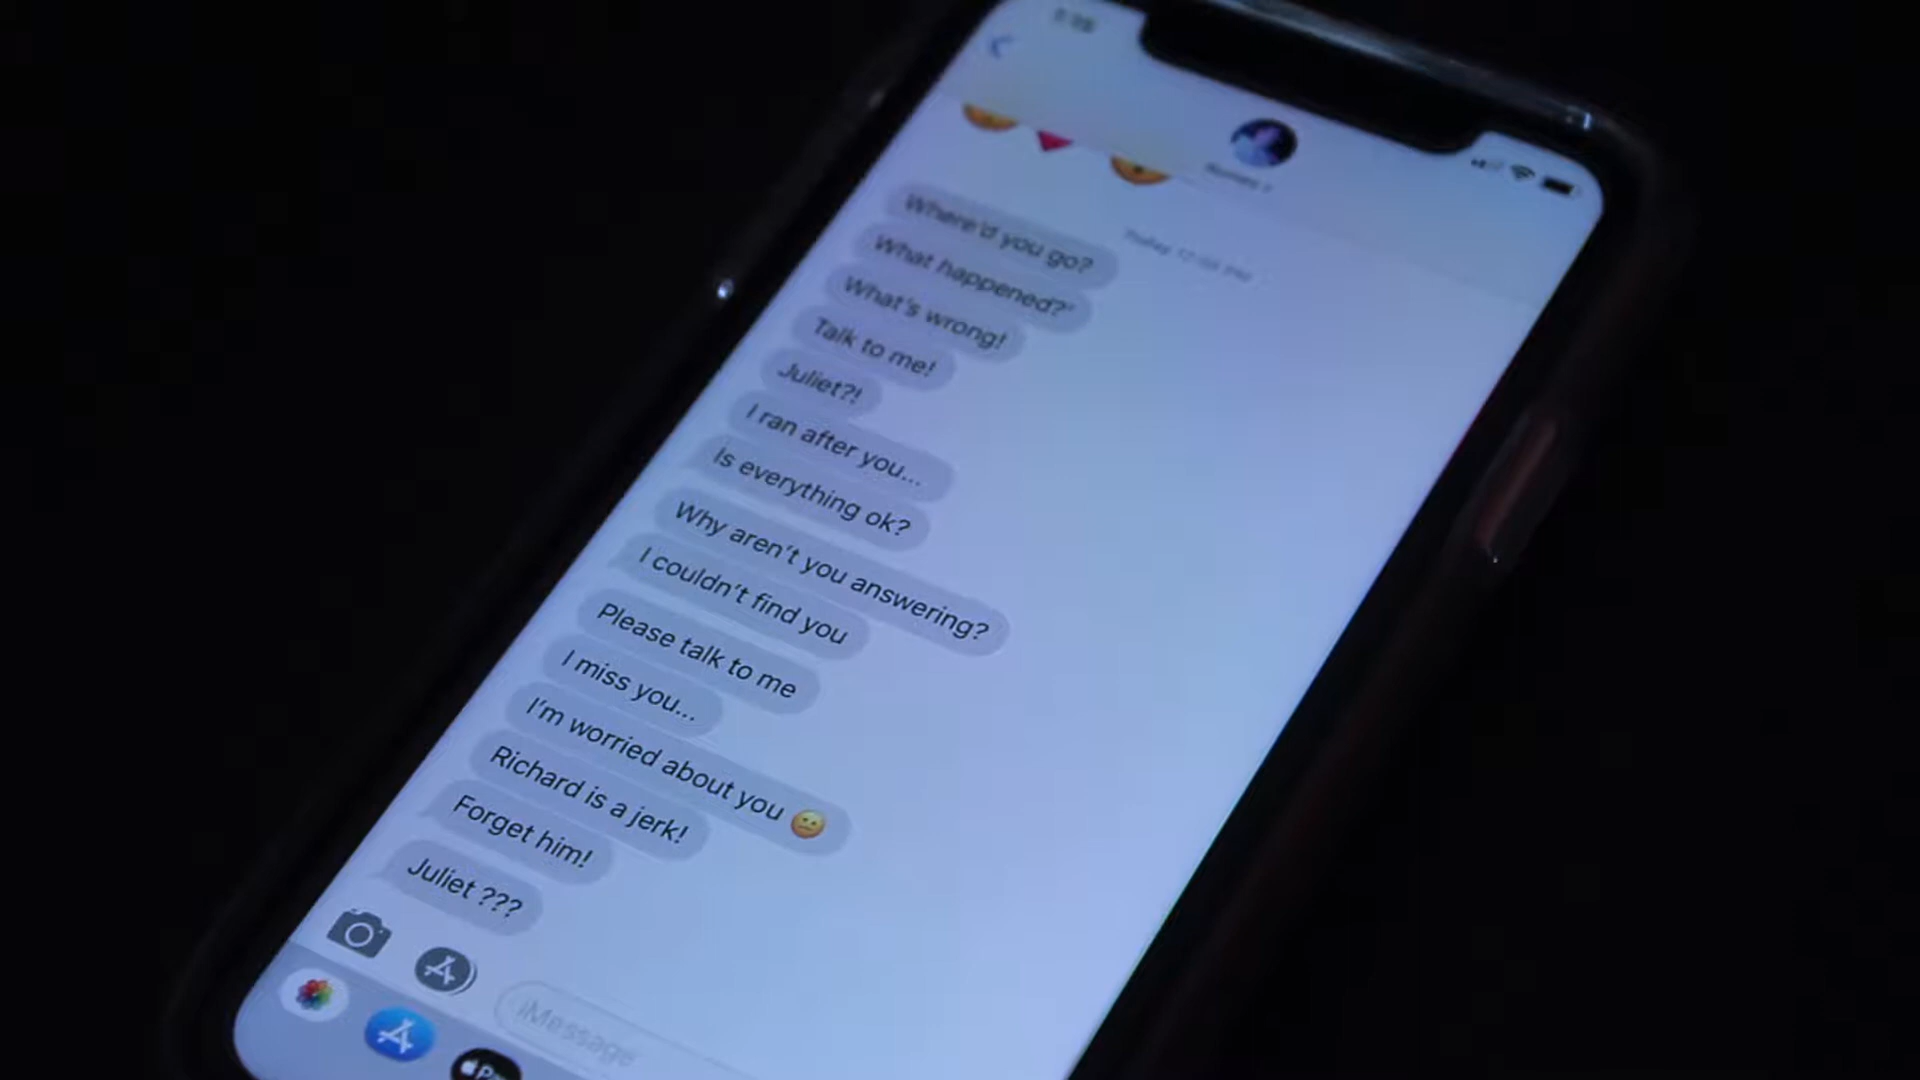 Where'd you go?
What happened?"
What's wrong!
Talk to me!
Juliet?!
I ran after you...
Is everything ok?
Why aren't you answering?
I couldn't find you
Please talk to me
I miss you...
I'm worried about you 😕
Richard is a jerk!
Forget him!
Juliet ???
iMessage